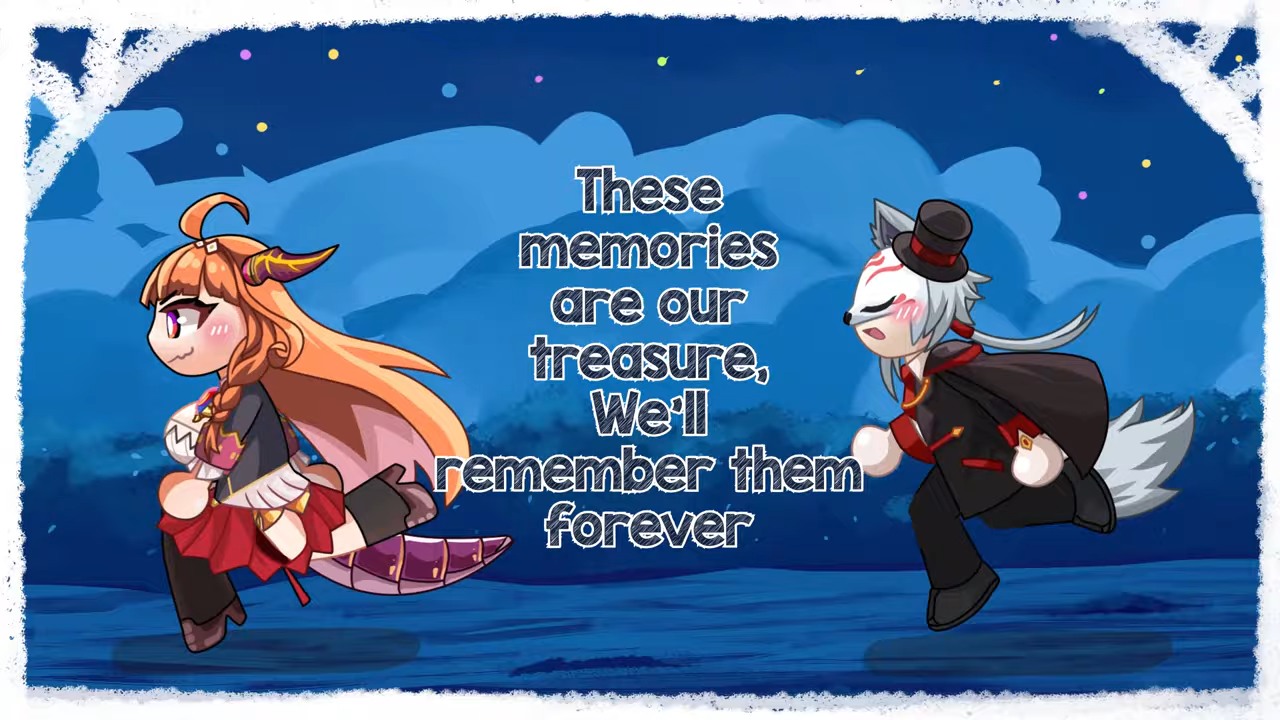 These
memories
are our
treasure,
We'll
remember them
forever